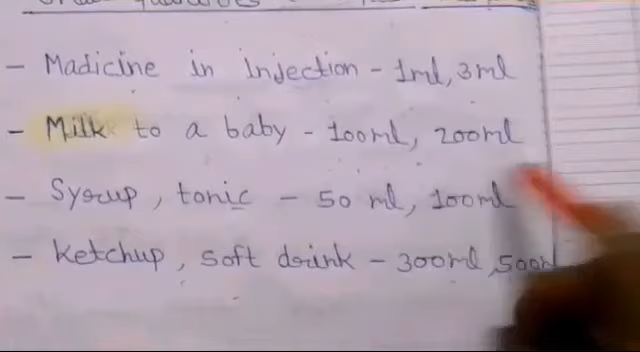 - Madicine in injection - 1ml, 3ml
- Milk to a baby - 100ml, 200ml
- Syrup, tonic - 50 ml, 100ml
- Ketchup, soft drink - 300ml, 500